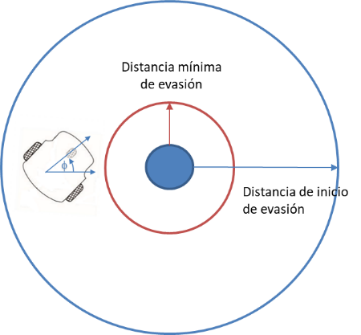 Distancia mínima
de evasión
ϕ
Distancia de inicio
de evasión